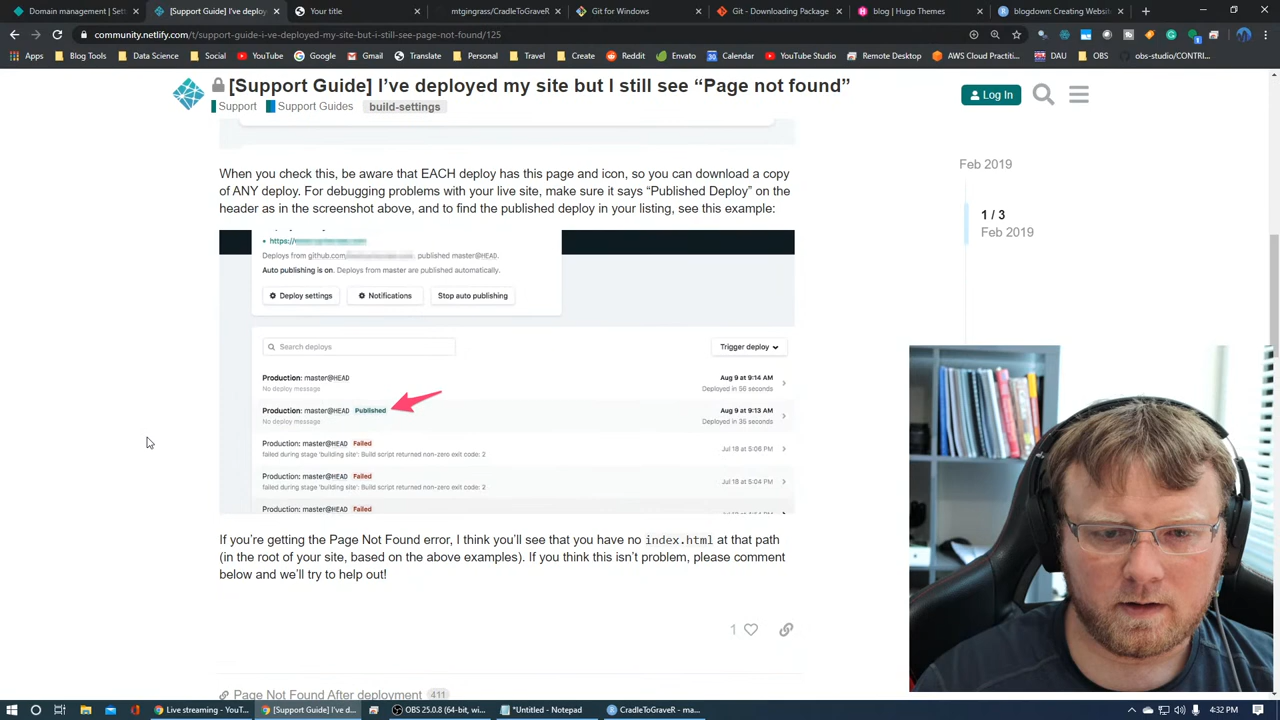 Domain management | S
[Support Guide] I've deploy
Your title
mtgingrass/CradleToGraveR
Git for Windows
Git - Downloading Package
blog | Hugo Themes
blogdown: Creating Website
community.netlify.com/t/support-guide-i-ve-deployed-my-site-but-i-still-see-page-not-found/125
Apps
Blog Tools
Data Science
Social
YouTube
Google
Gmail
Translate
Personal
Travel
Create
Reddit
Envato
Calendar
YouTube Studio
Remote Desktop
AWS Cloud Practitio...
DAU
OBS
obs-studio/CONTRI...
[Support Guide] I've deployed my site but I still see “Page not found”
Support
Support Guides
build-settings
Log In
When you check this, be aware that EACH deploy has this page and icon, so you can download a copy
of ANY deploy. For debugging problems with your live site, make sure it says “Published Deploy” on the
header as in the screenshot above, and to find the published deploy in your listing, see this example:
Feb 2019
1 / 3
Feb 2019
https://
Deploys from github.com/ published master@HEAD.
Auto publishing is on. Deploys from master are published automatically.
Deploy settings
Notifications
Stop auto publishing
Search deploys
Trigger deploy
Production: master@HEAD
No deploy message
Aug 9 at 9:14 AM
Deployed in 56 seconds
Production: master@HEAD Published
No deploy message
Aug 9 at 9:13 AM
Deployed in 35 seconds
Production: master@HEAD Failed
failed during stage 'building site': Build script returned non-zero exit code: 2
Jul 18 at 5:06 PM
Production: master@HEAD Failed
failed during stage 'building site': Build script returned non-zero exit code: 2
Jul 18 at 5:04 PM
Production: master@HEAD Failed
If you're getting the Page Not Found error, I think you'll see that you have no index.html at that path
(in the root of your site, based on the above examples). If you think this isn't problem, please comment
below and we'll try to help out!
1
Page Not Found After deployment 411
Live streaming - YouT...
[Support Guide] I've d...
OBS 25.0.8 (64-bit, w...
*Untitled - Notepad
CradleToGraveR - ma...
4:32 PM